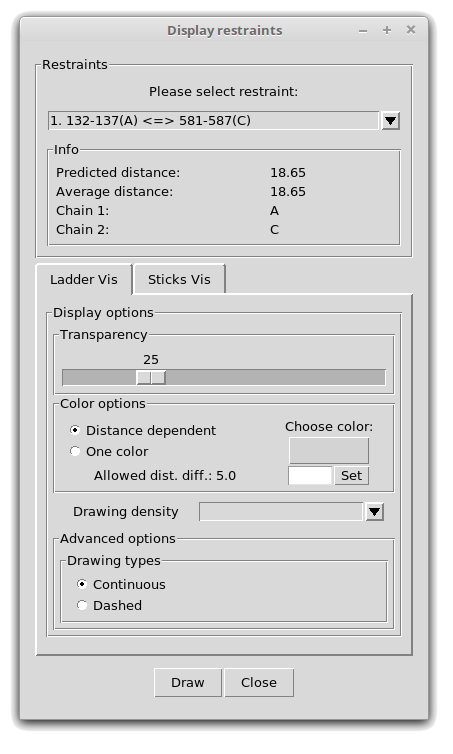 Display restraints
Restraints
Please select restraint:
1. 132-137(A) <=> 581-587(C)
Info
Predicted distance: 18.65
Average distance: 18.65
Chain 1: A
Chain 2: C
Ladder Vis Sticks Vis
Display options
Transparency
25
Color options
Distance dependent Choose color:
One color
Allowed dist. diff.: 5.0 Set
Drawing density
Advanced options
Drawing types
Continuous
Dashed
Draw Close